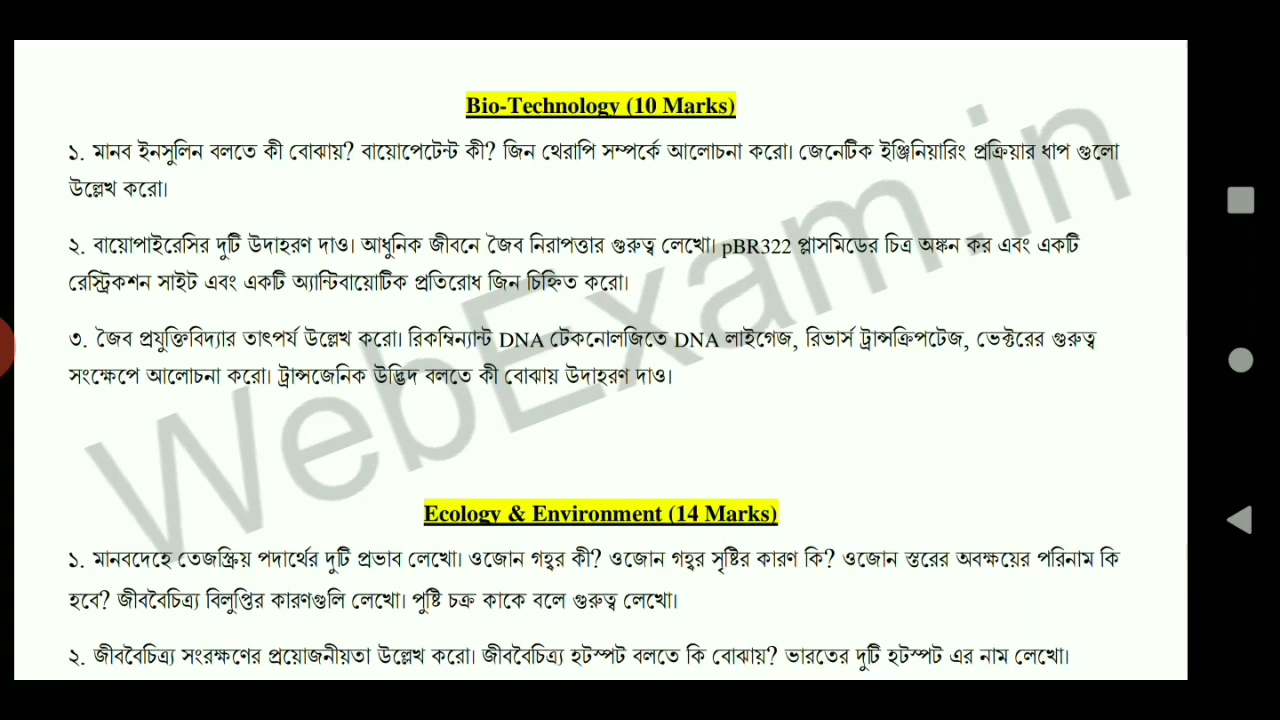 Bio-Technology (10 Marks)
১. মানব ইনসুলিন বলতে কী বোঝায়? বায়োপেটেন্ট কী? জিন থেরাপি সম্পর্কে আলোচনা করো। জেনেটিক ইঞ্জিনিয়ারিং প্রক্রিয়ার ধাপ গুলো
উল্লেখ করো।
২. বায়োপাইরেসির দুটি উদাহরণ দাও। আধুনিক জীবনে জৈব নিরাপত্তার গুরুত্ব লেখো। pBR322 প্লাসমিডের চিত্র অঙ্কন কর এবং একটি
রেস্ট্রিকশন সাইট এবং একটি অ্যান্টিবায়োটিক প্রতিরোধ জিন চিহ্নিত করো।
৩. জৈব প্রযুক্তিবিদ্যার তাৎপর্য উল্লেখ করো। রিকম্বিন্যান্ট DNA টেকনোলজিতে DNA লাইগেজ, রিভার্স ট্রান্সক্রিপটেজ, ভেক্টরের গুরুত্ব
সংক্ষেপে আলোচনা করো। ট্রান্সজেনিক উদ্ভিদ বলতে কী বোঝায় উদাহরণ দাও।
WebExam.in
Ecology & Environment (14 Marks)
১. মানবদেহে তেজস্ক্রিয় পদার্থের দুটি প্রভাব লেখো। ওজোন গহ্বর কী? ওজোন গহ্বর সৃষ্টির কারণ কি? ওজোন স্তরের অবক্ষয়ের পরিনাম কি
হবে? জীববৈচিত্র্য বিলুপ্তির কারণগুলি লেখো। পুষ্টি চক্র কাকে বলে গুরুত্ব লেখো।
২. জীববৈচিত্র্য সংরক্ষণের প্রয়োজনীয়তা উল্লেখ করো। জীববৈচিত্র্য হটস্পট বলতে কি বোঝায়? ভারতের দুটি হটস্পট এর নাম লেখো।